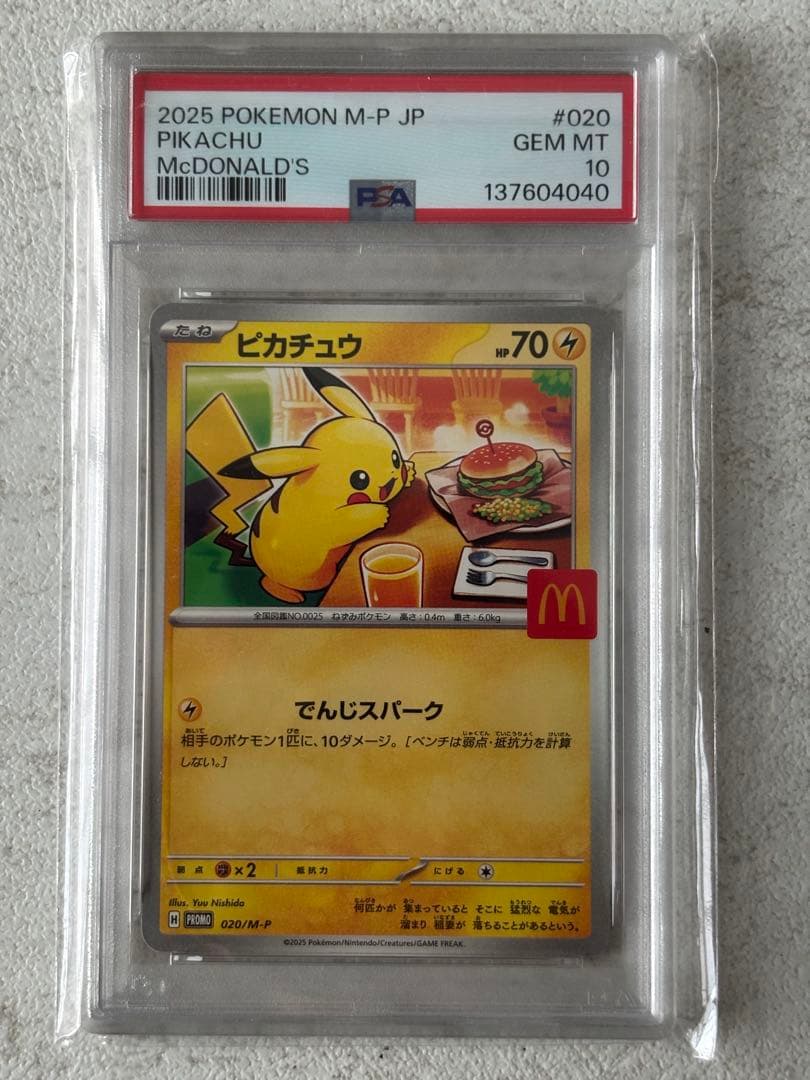 2025 POKEMON M-P JP #020
PIKACHU GEM MT
McDONALD'S 10
PSA 137604040
たね ピカチュウ HP70
全国図鑑NO.0025 ねずみポケモン 高さ:0.4m 重さ:6.0kg
でんじスパーク
相手のポケモン1匹に、10ダメージ。[ベンチは弱点・抵抗力を計算
しない。]
弱点 ×2 抵抗力 にげる
Illus. Yuu Nishida
何匹かが 集まっていると そこに 猛烈な 電気が
溜まり 稲妻が 落ちることがあるという。
H PROMO 020/M-P
©2025 Pokémon/Nintendo/Creatures/GAME FREAK.